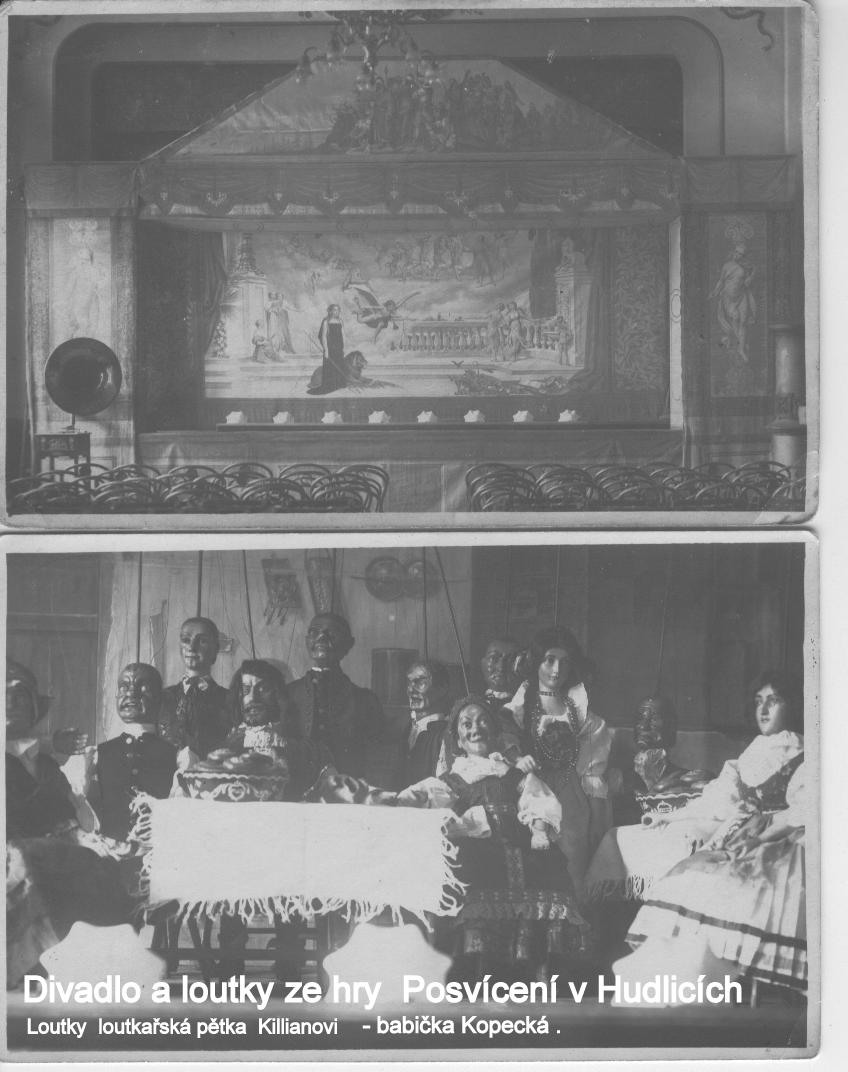 Divadlo a loutky ze hry Posvícení v Hudlicích
Loutky loutkařská pětka Killianovi - babička Kopecká .